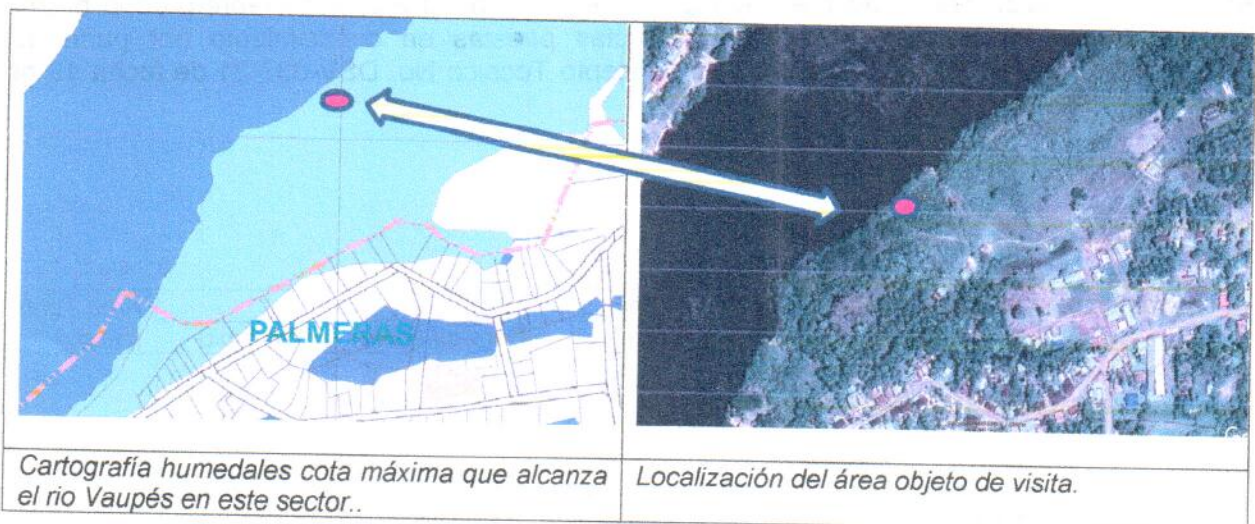 PALMERAS
Cartografía humedales cota máxima que alcanza
el rio Vaupés en este sector..
Localización del área objeto de visita.